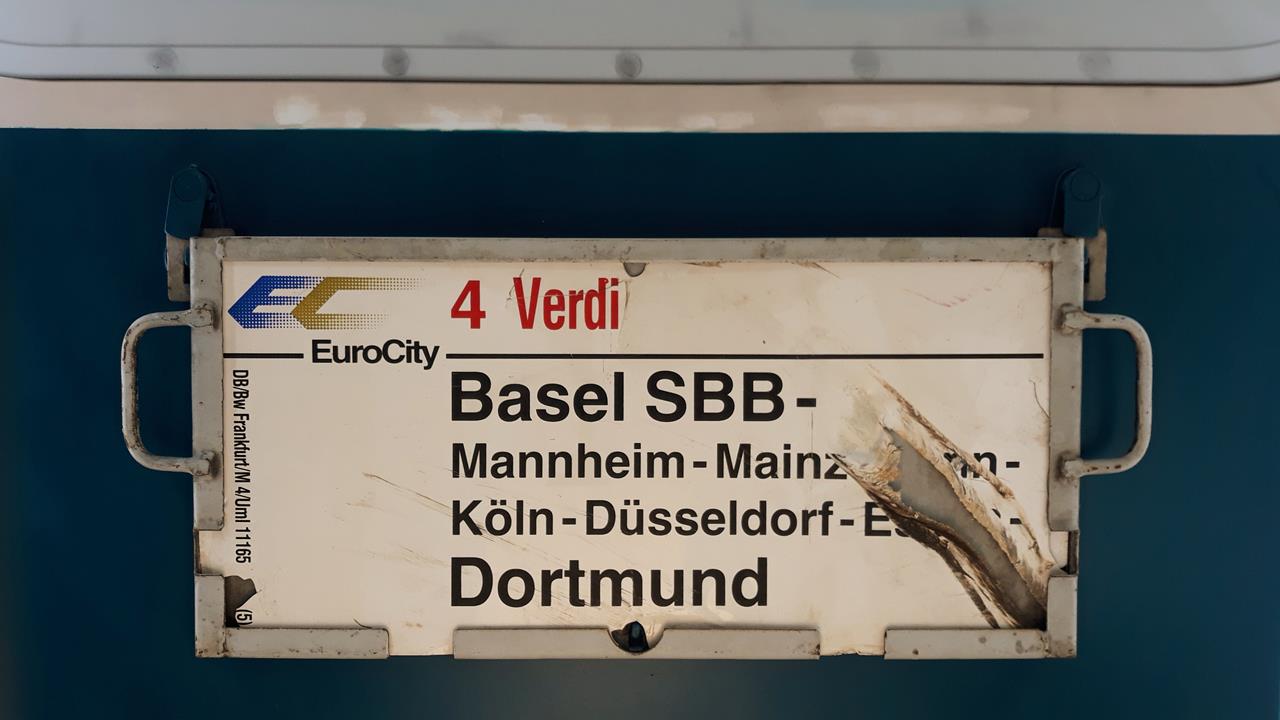 4 Verdi
EuroCity
Basel SBB-
Mannheim-Mainz
Köln-Düsseldorf-
Dortmund
DB/Bw Frankfurt/M 4/Uml 11165 (5)